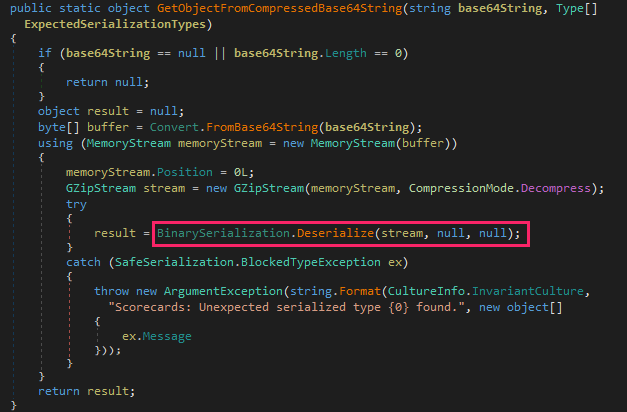 public static object GetObjectFromCompressedBase64String(string base64String, Type[]
ExpectedSerializationTypes)
{
if (base64String == null || base64String.Length == 0)
{
return null;
}
object result = null;
byte[] buffer = Convert.FromBase64String(base64String);
using (MemoryStream memoryStream = new MemoryStream(buffer))
{
memoryStream.Position = 0L;
GZipStream stream = new GZipStream(memoryStream, CompressionMode.Decompress);
try
{
result = BinarySerialization.Deserialize(stream, null, null);
}
catch (SafeSerialization.BlockedTypeException ex)
{
throw new ArgumentException(string.Format(CultureInfo.InvariantCulture,
"Scorecards: Unexpected serialized type {0} found.", new object[]
{
ex.Message
}));
}
}
return result;
}